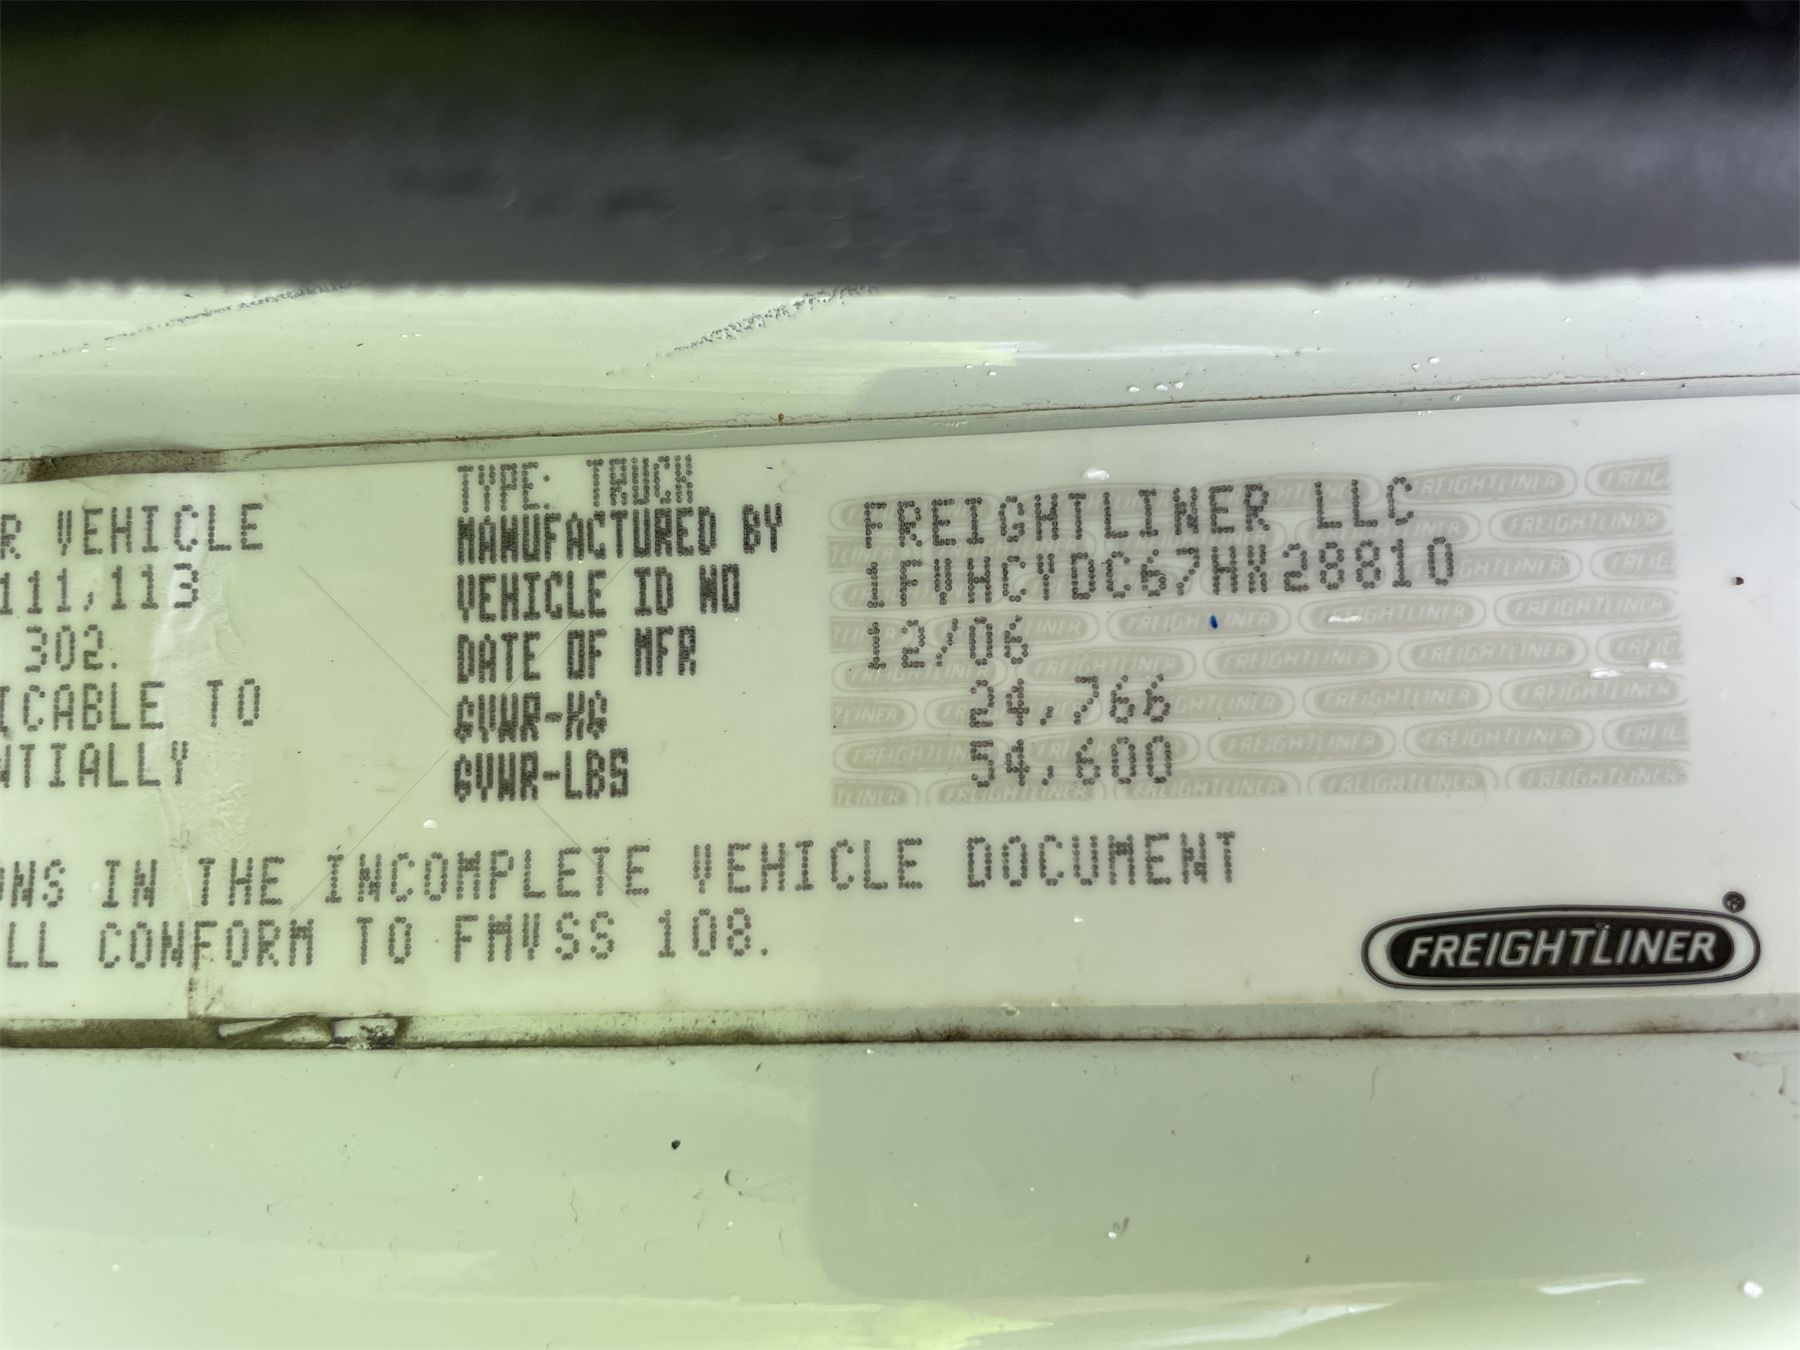 TYPE: TRUCK
R VEHICLE MANUFACTURED BY FREIGHTLINER LLC
111,113 VEHICLE ID NO 1FVHCYDC67HX28810
302. DATE OF MFR 12/06
ICABLE TO GVWR-KG 24,766
NTIALLY GVWR-LBS 54,600
ONS IN THE INCOMPLETE VEHICLE DOCUMENT
LL CONFORM TO FMVSS 108.
FREIGHTLINER